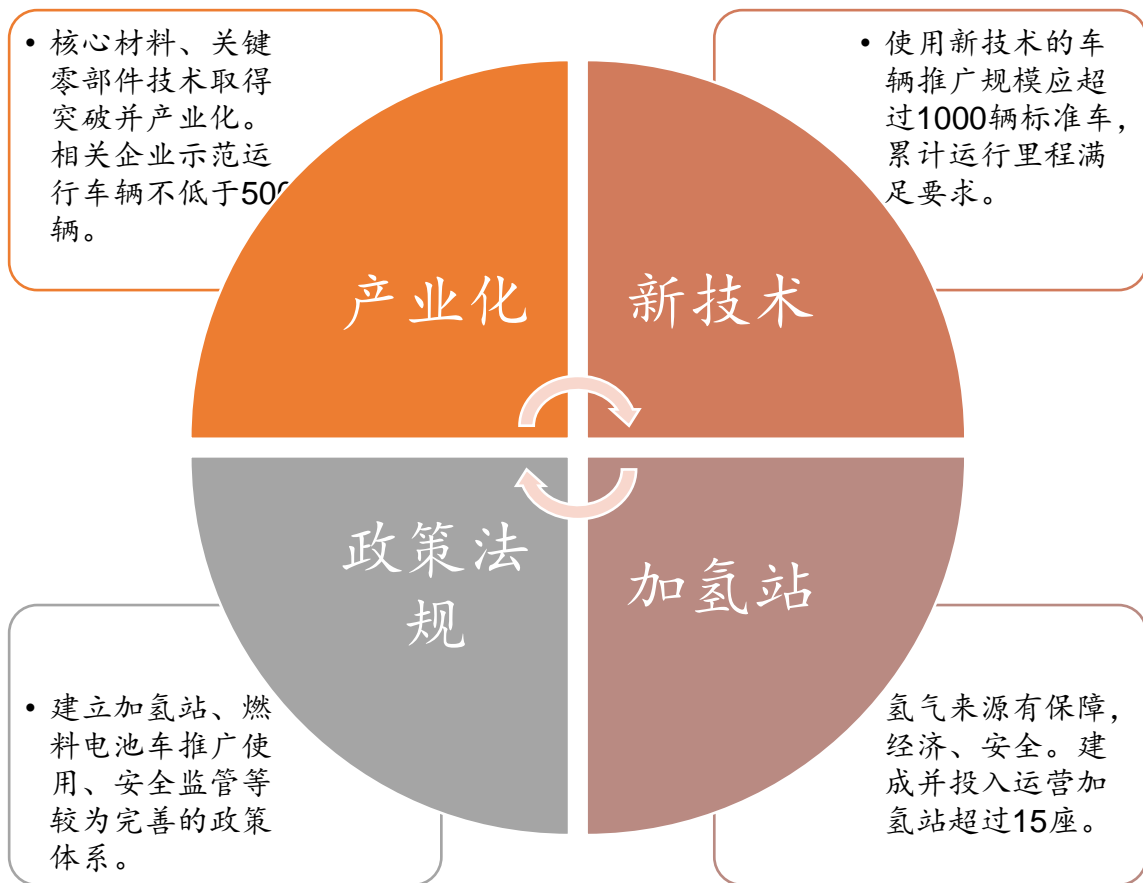 • 核心材料、关键
零部件技术取得
突破并产业化。
相关企业示范运
行车辆不低于50
辆。
• 使用新技术的车
辆推广规模应超
过1000辆标准车,
累计运行里程满
足要求。
产业化
新技术
政策法
规
加氢站
• 建立加氢站、燃
料电池车推广使
用、安全监管等
较为完善的政策
体系。
氢气来源有保障,
经济、安全。建
成并投入运营加
氢站超过15座。